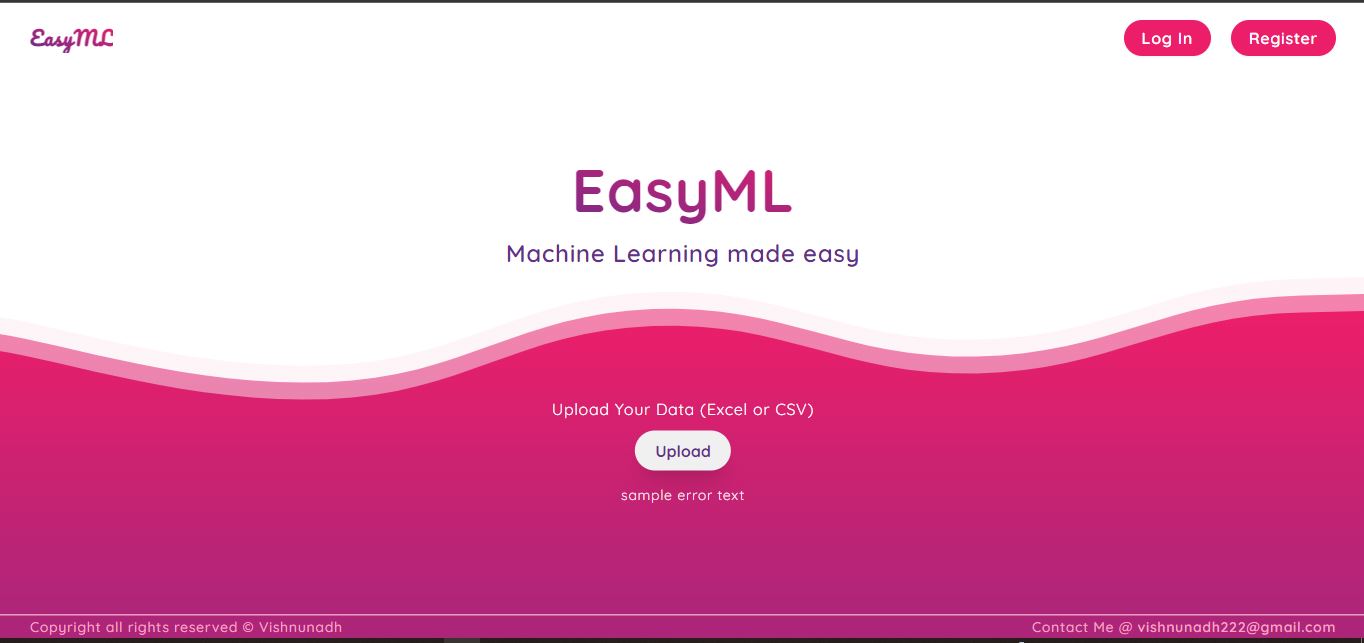 EasyML
Log In
Register
EasyML
Machine Learning made easy
Upload Your Data (Excel or CSV)
Upload
sample error text
Copyright all rights reserved © Vishnunadh
Contact Me @ vishnunadh222@gmail.com